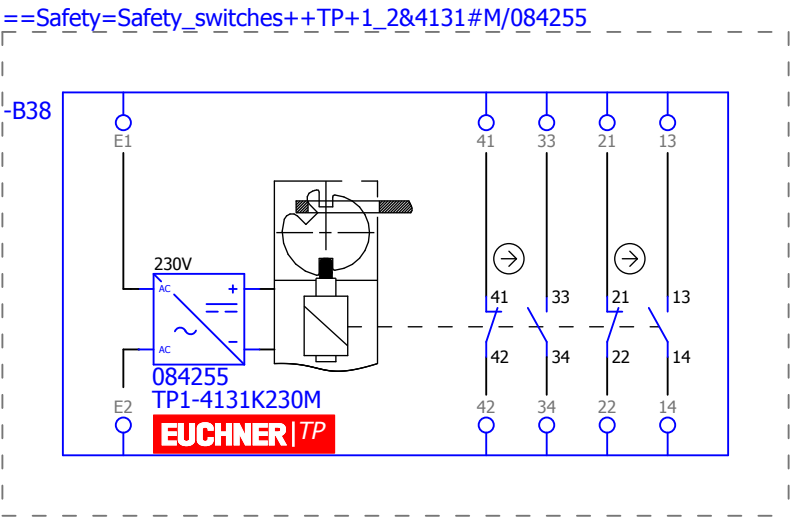 ==Safety=Safety_switches++TP+1_2&4131#M/084255
-B38
E1 41 33 21 13
230V
AC +
41 33 21 13
AC -
42 34 22 14
084255
TP1-4131K230M
E2 42 34 22 14
EUCHNER|TP